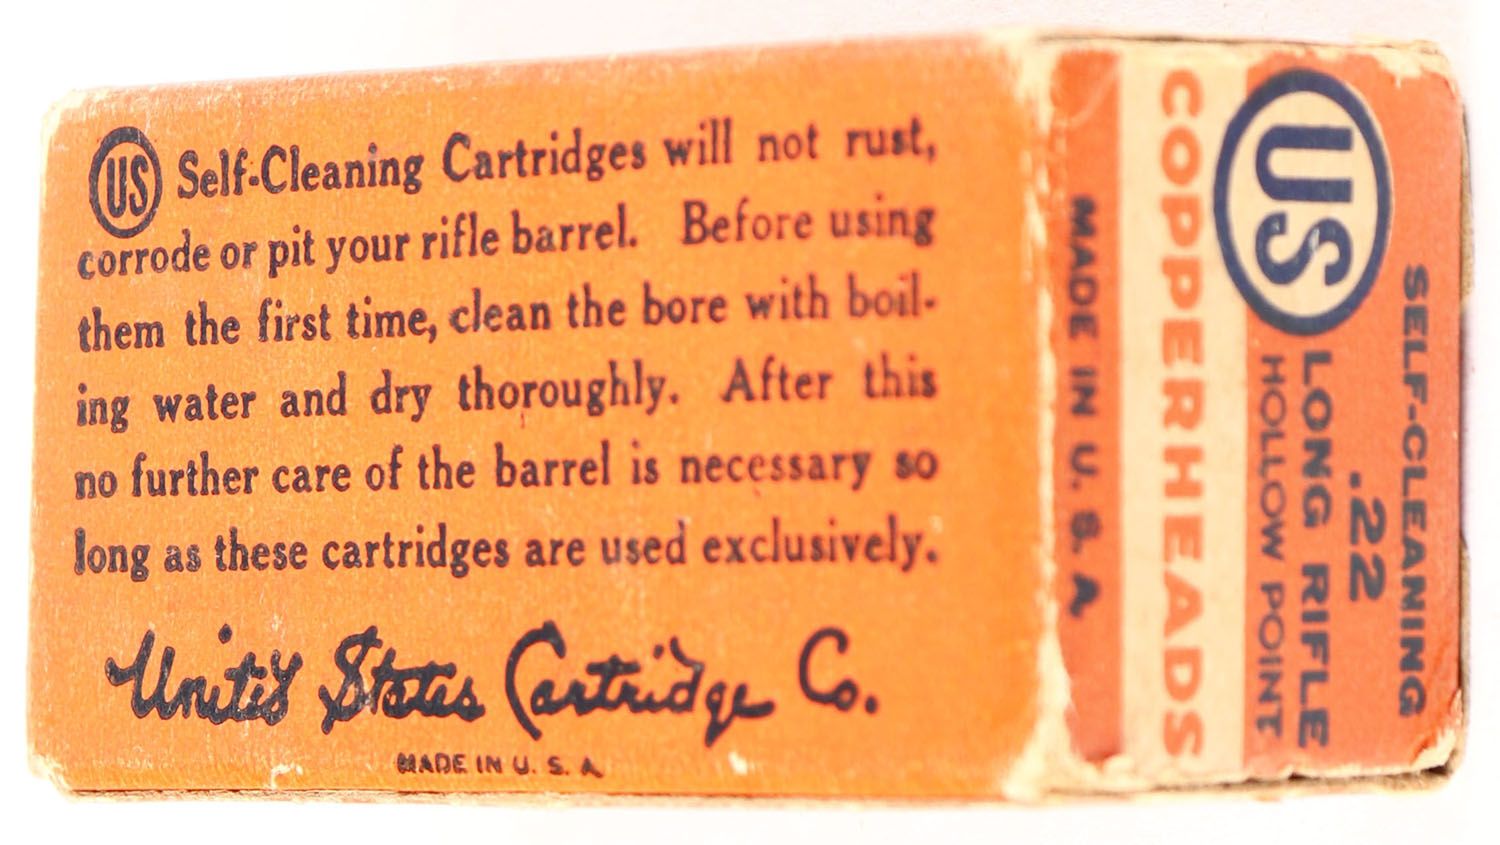 US Self-Cleaning Cartridges will not rust,
corrode or pit your rifle barrel. Before using
them the first time, clean the bore with boil-
ing water and dry thoroughly. After this
no further care of the barrel is necessary so
long as these cartridges are used exclusively.
United States Cartridge Co.
MADE IN U. S. A.
SELF-CLEANING
.22
LONG RIFLE
HOLLOW POINT
US
COPPERHEADS
MADE IN U. S. A.